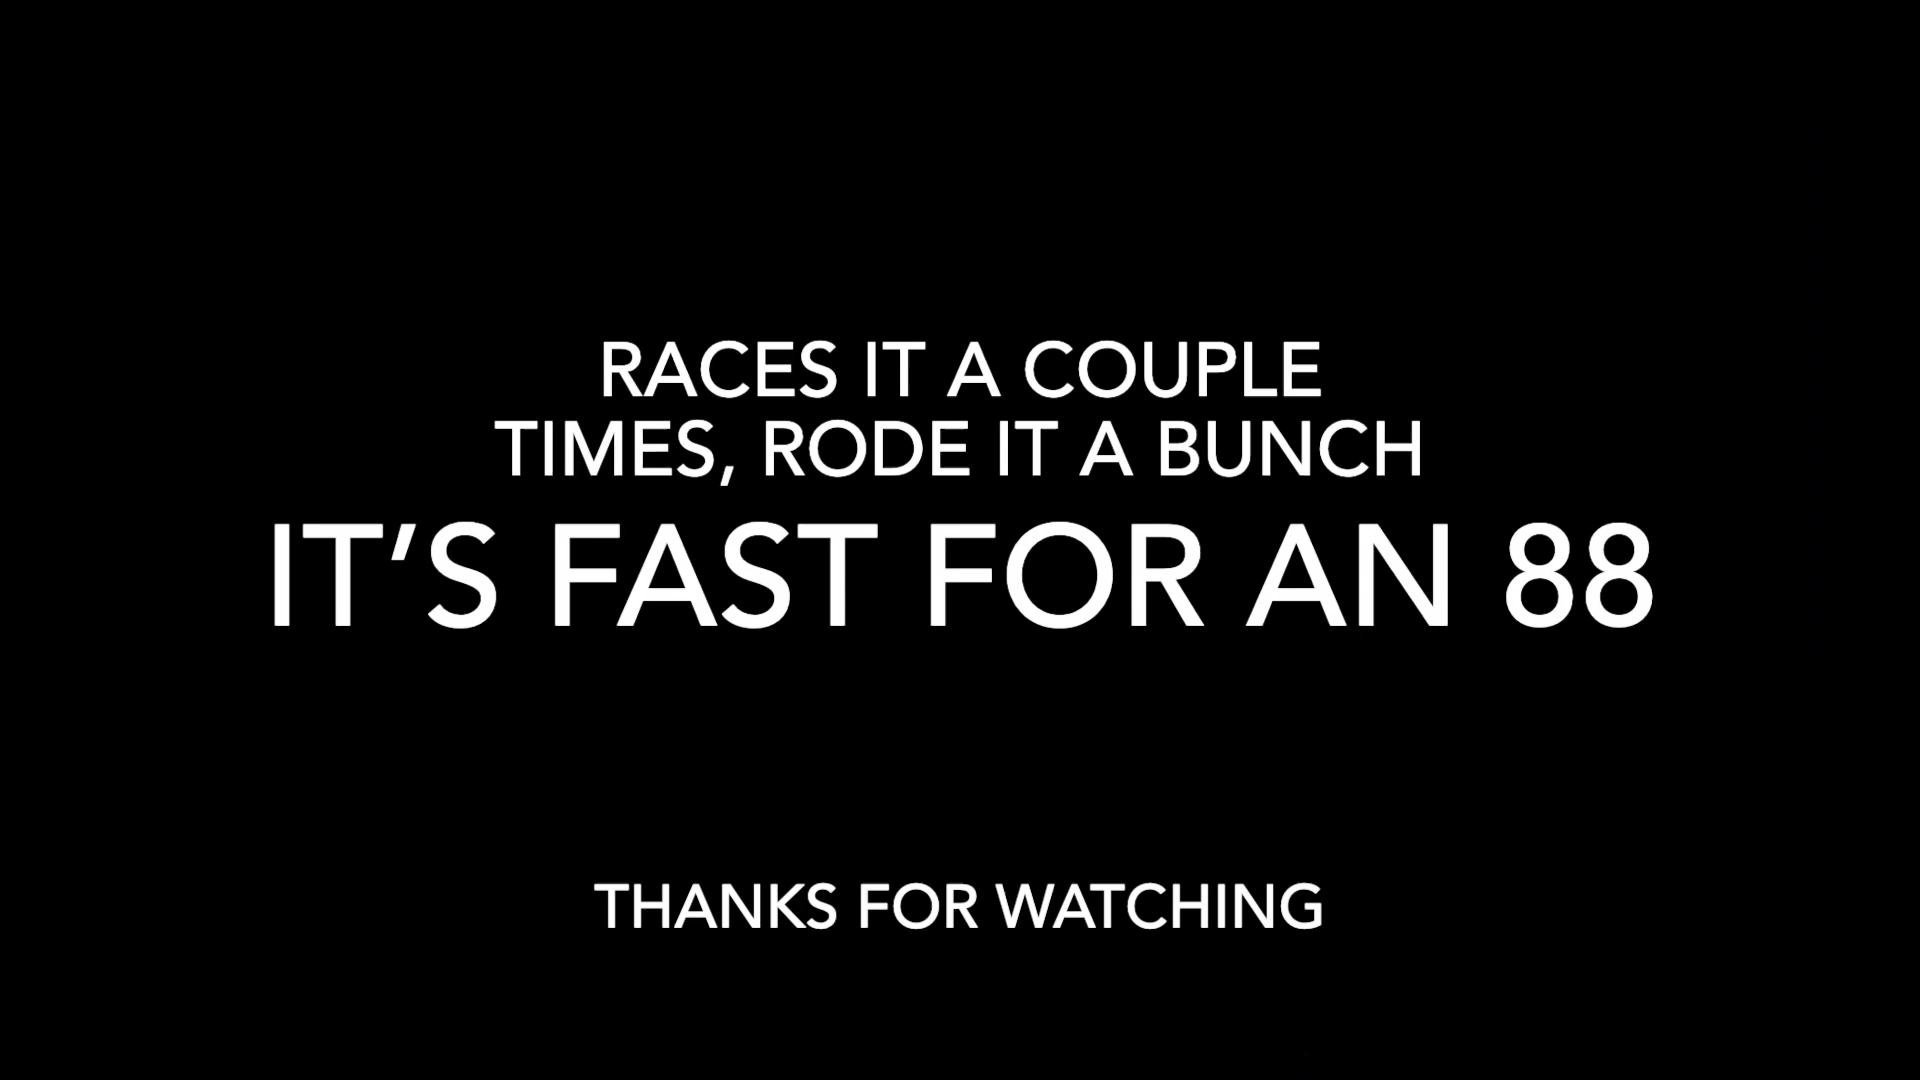 RACES IT A COUPLE
TIMES, RODE IT A BUNCH
IT’S FAST FOR AN 88
THANKS FOR WATCHING